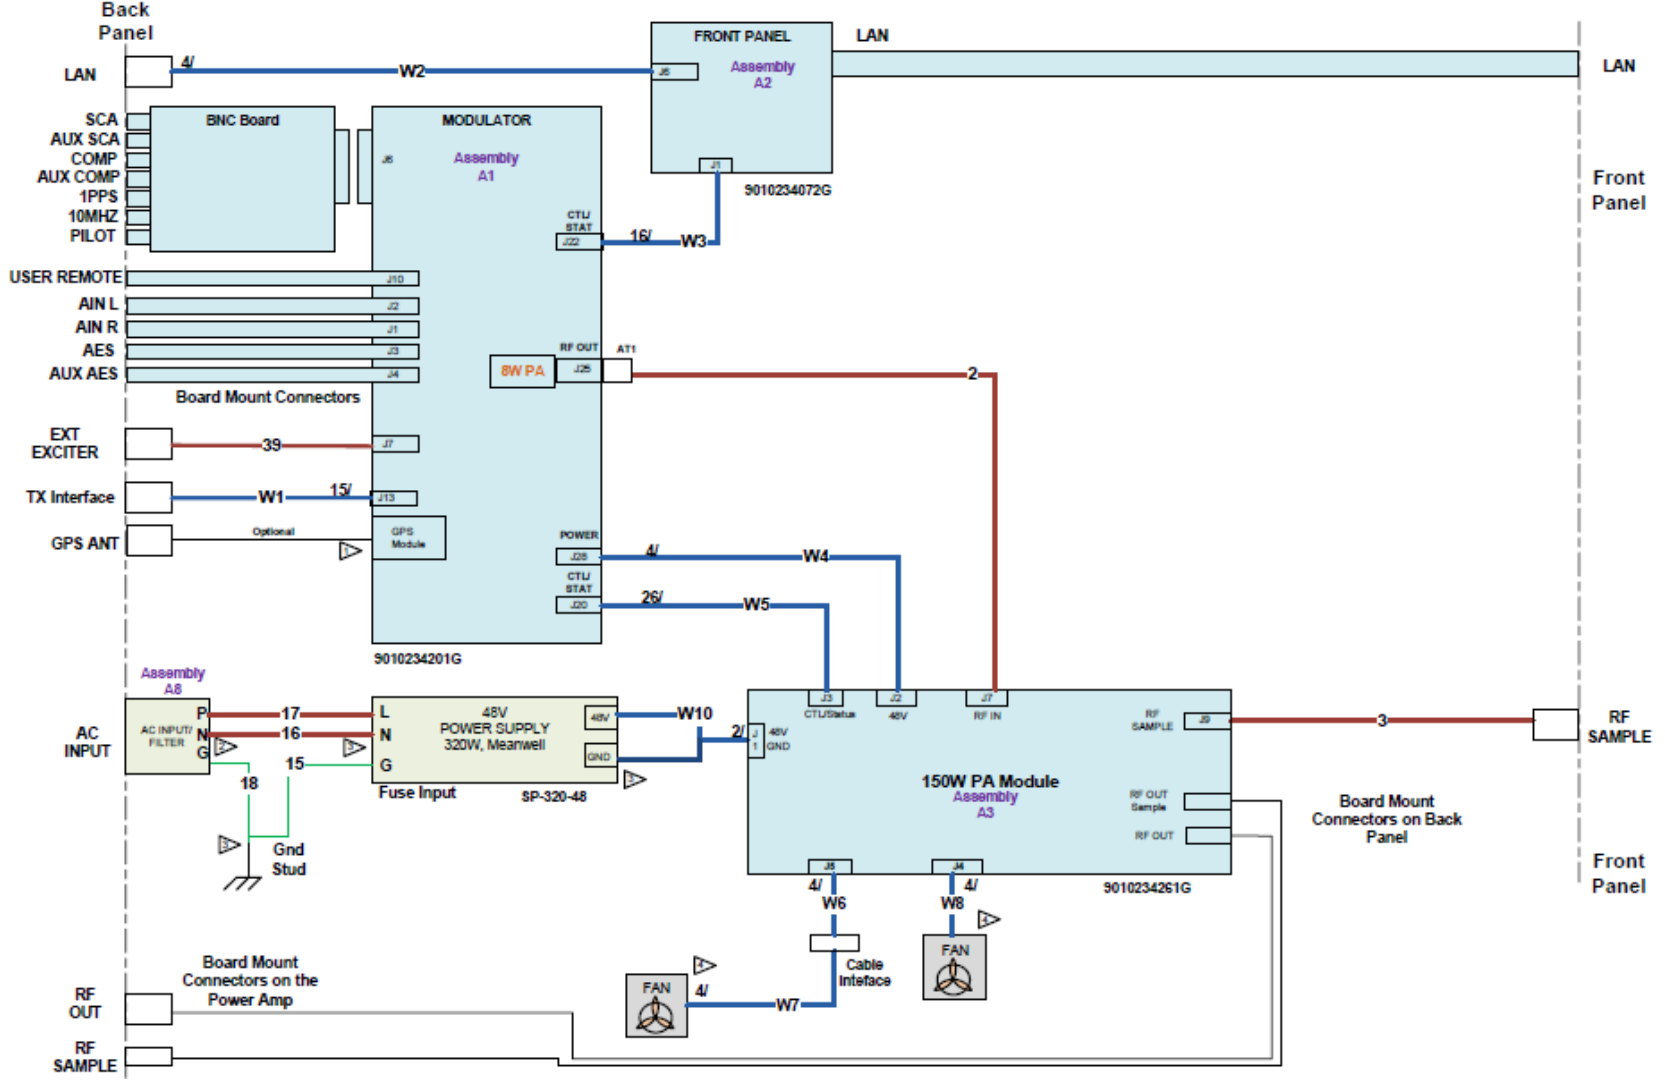 Back
Panel
LAN
4/
W2
FRONT PANEL
J6
Assembly
A2
J1
9010234072G
LAN
LAN
Front
Panel
SCA
AUX SCA
COMP
AUX COMP
1PPS
10MHZ
PILOT
BNC Board
MODULATOR
J6
Assembly
A1
CTL/
STAT
J22
16/
W3
USER REMOTE
J10
AIN L
J2
AIN R
J1
AES
J3
AUX AES
J4
Board Mount Connectors
RF OUT
AT1
8W PA
J25
2
EXT
EXCITER
39
J7
TX Interface
W1
15/
J13
GPS ANT
Optional
1
GPS
Module
POWER
J28
4/
W4
CTL/
STAT
J20
26/
W5
9010234201G
Assembly
A8
AC
INPUT
AC INPUT/
FILTER
P
N
G
2
17
16
15
18
3
L
N
G
48V
POWER SUPPLY
320W, Meanwell
48V
GND
Fuse Input
SP-320-48
3
W10
2/
J
1
48V
GND
J3
CTL/Status
J2
48V
J7
RF IN
RF
SAMPLE
J9
3
RF
SAMPLE
150W PA Module
Assembly
A3
RF OUT
Sample
RF OUT
J5
J4
9010234261G
Board Mount
Connectors on Back
Panel
Front
Panel
3
Gnd
Stud
4/
W6
4/
W8
4
FAN
Cable
Inteface
4
FAN
4/
W7
Board Mount
Connectors on the
Power Amp
RF
OUT
RF
SAMPLE